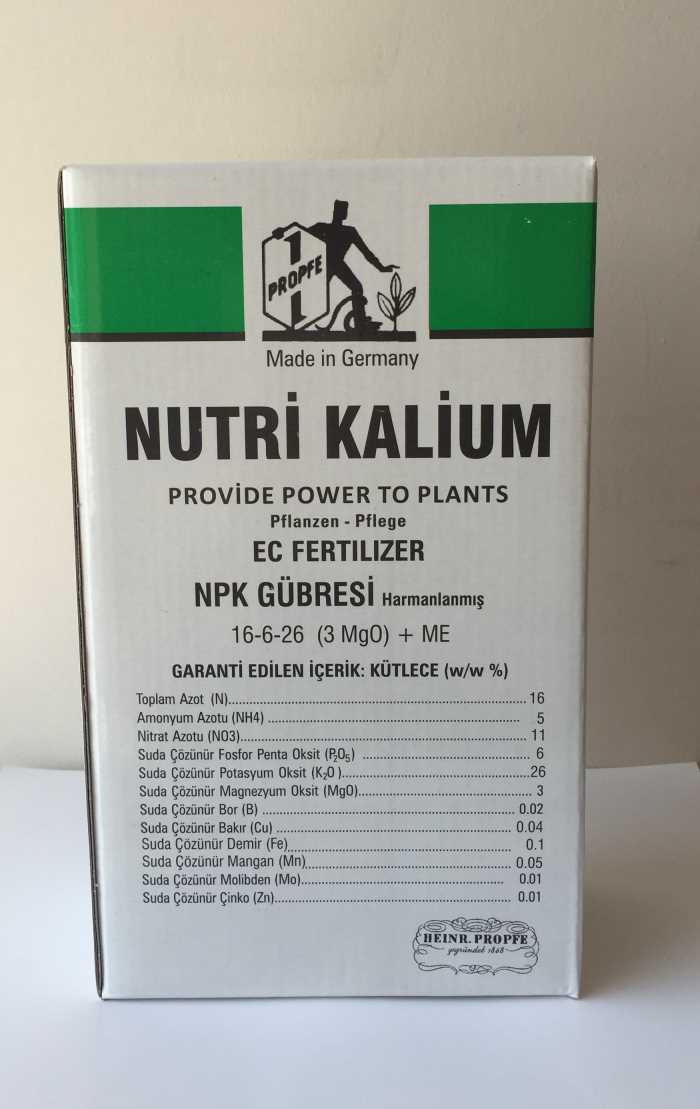 1
PROPFE
1
Made in Germany
NUTRİ KALİUM
PROVİDE POWER TO PLANTS
Pflanzen - Pflege
EC FERTILIZER
NPK GÜBRESİ Harmanlanmış
16-6-26 (3 MgO) + ME
GARANTİ EDİLEN İÇERİK: KÜTLECE (w/w %)
Toplam Azot (N)..........16
Amonyum Azotu (NH4)..........5
Nitrat Azotu (NO3)..........11
Suda Çözünür Fosfor Penta Oksit (P₂O₅)..........6
Suda Çözünür Potasyum Oksit (K₂O)..........26
Suda Çözünür Magnezyum Oksit (MgO)..........3
Suda Çözünür Bor (B)..........0.02
Suda Çözünür Bakır (Cu)..........0.04
Suda Çözünür Demir (Fe)..........0.1
Suda Çözünür Mangan (Mn)..........0.05
Suda Çözünür Molibden (Mo)..........0.01
Suda Çözünür Çinko (Zn)..........0.01
HEINR. PROPFE
gegründet 1868